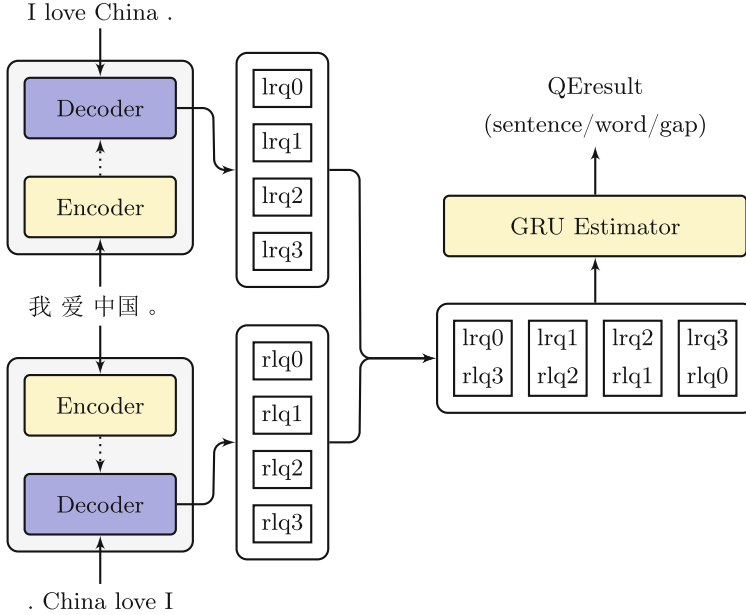 I love China .
Decoder
Encoder
我 爱 中国 。
Encoder
Decoder
. China love I
lrq0
lrq1
lrq2
lrq3
rlq0
rlq1
rlq2
rlq3
QEresult
(sentence/word/gap)
GRU Estimator
lrq0 lrq1 lrq2 lrq3
rlq3 rlq2 rlq1 rlq0